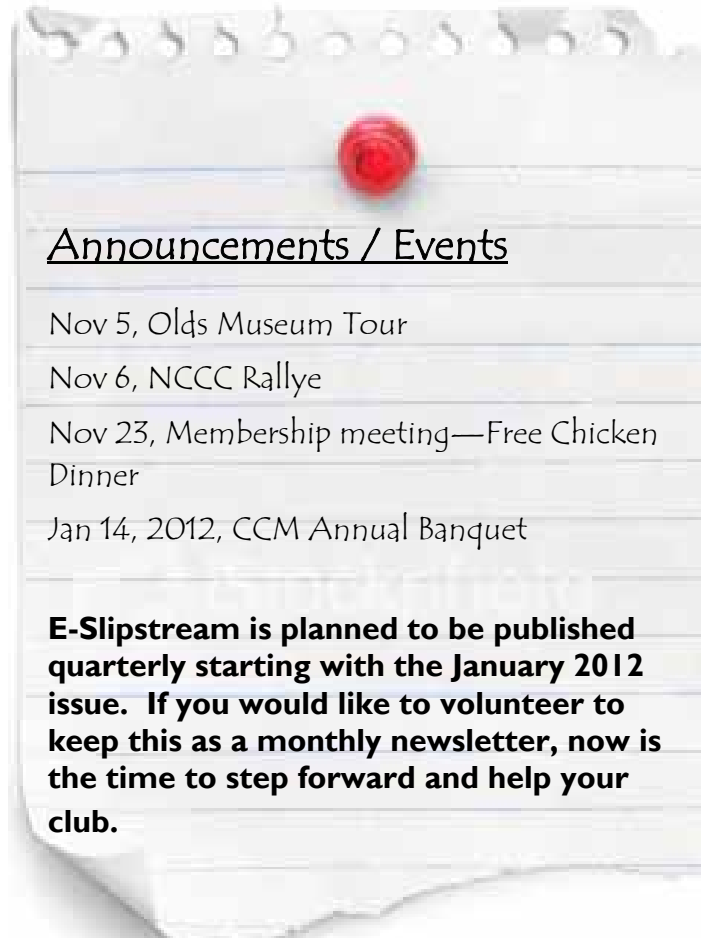 Announcements / Events
Nov 5, Olds Museum Tour
Nov 6, NCCC Rallye
Nov 23, Membership meeting—Free Chicken
Dinner
Jan 14, 2012, CCM Annual Banquet
E-Slipstream is planned to be published
quarterly starting with the January 2012
issue.  If you would like to volunteer to
keep this as a monthly newsletter, now is
the time to step forward and help your
club.